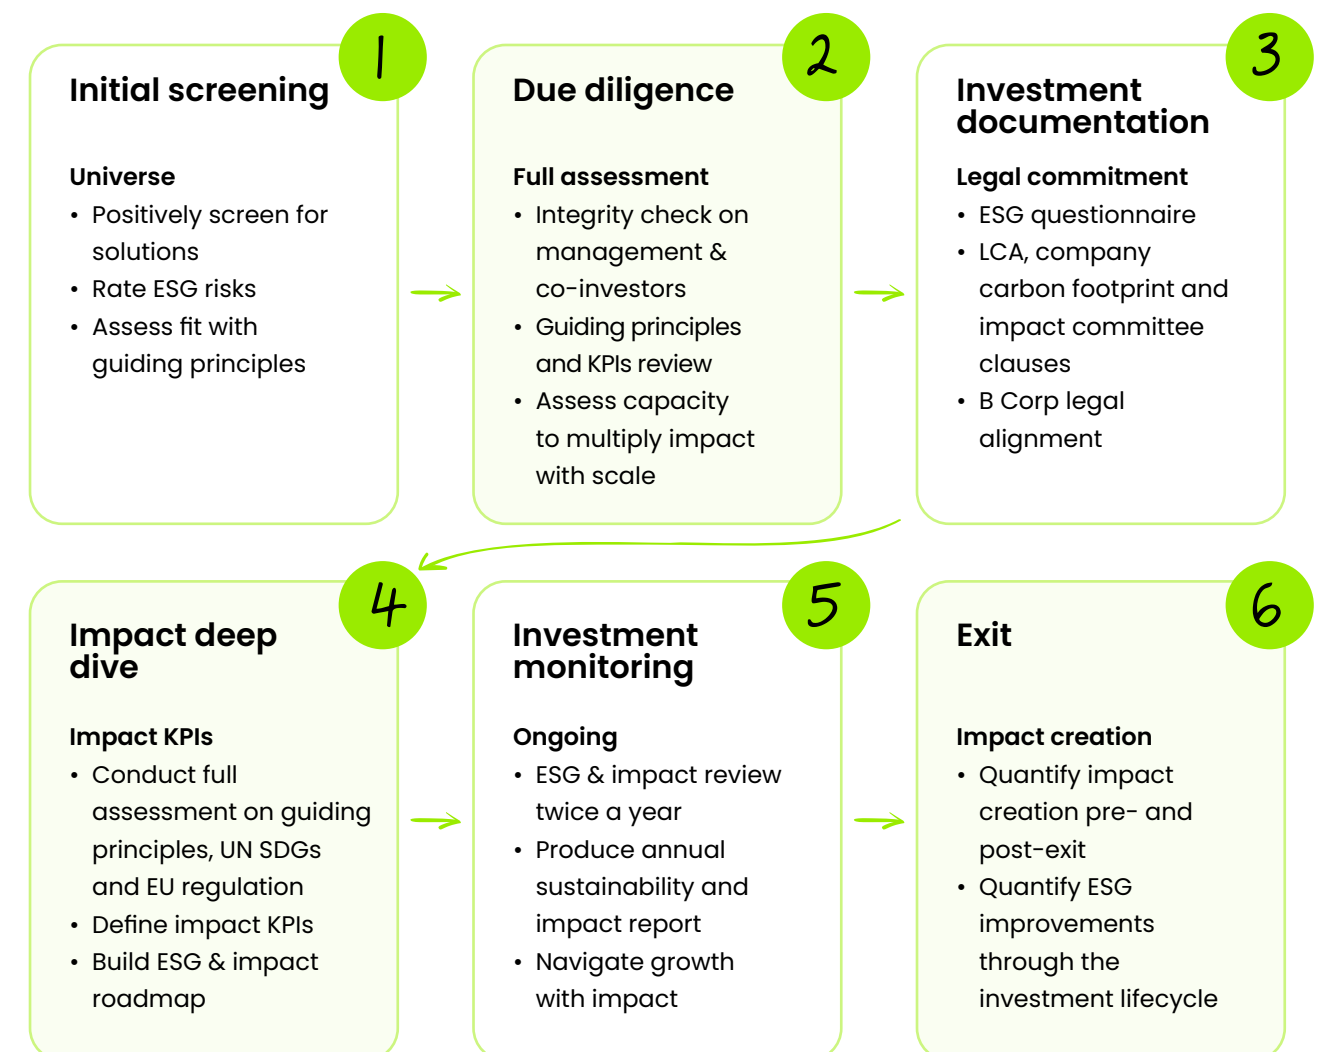 1
Initial screening
Universe
• Positively screen for
solutions
• Rate ESG risks
• Assess fit with
guiding principles
2
Due diligence
Full assessment
• Integrity check on
management &
co-investors
• Guiding principles
and KPIs review
• Assess capacity
to multiply impact
with scale
3
Investment
documentation
Legal commitment
• ESG questionnaire
• LCA, company
carbon footprint and
impact committee
clauses
• B Corp legal
alignment
4
Impact deep
dive
Impact KPIs
• Conduct full
assessment on guiding
principles, UN SDGs
and EU regulation
• Define impact KPIs
• Build ESG & impact
roadmap
5
Investment
monitoring
Ongoing
• ESG & impact review
twice a year
• Produce annual
sustainability and
impact report
• Navigate growth
with impact
6
Exit
Impact creation
• Quantify impact
creation pre- and
post-exit
• Quantify ESG
improvements
through the
investment lifecycle